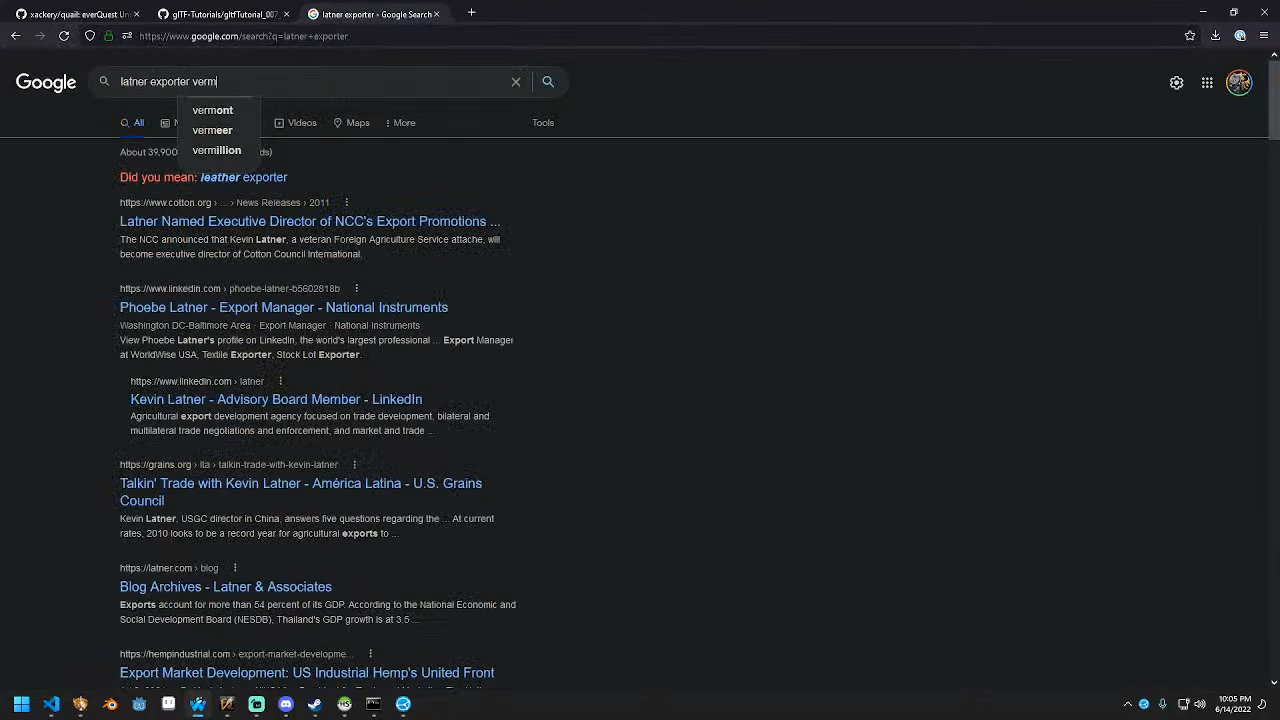 xackery/quail: everQuest Uni
glTF-Tutorials/gltfTutorial_007_
latner exporter - Google Search
https://www.google.com/search?q=latner+exporter
Google
latner exporter verm
vermont
vermeer
vermillion
All
Videos
Maps
More
Tools
About 39,900
ds)
Did you mean: leather exporter
https://www.cotton.org › ... › News Releases › 2011
Latner Named Executive Director of NCC's Export Promotions ...
The NCC announced that Kevin Latner, a veteran Foreign Agriculture Service attache, will
become executive director of Cotton Council International.
https://www.linkedin.com › phoebe-latner-b5602818b
Phoebe Latner - Export Manager - National Instruments
Washington DC-Baltimore Area · Export Manager · National Instruments
View Phoebe Latner's profile on LinkedIn, the world's largest professional ... Export Manager
at WorldWise USA, Textile Exporter, Stock Lot Exporter.
https://www.linkedin.com › latner
Kevin Latner - Advisory Board Member - LinkedIn
Agricultural export development agency focused on trade development, bilateral and
multilateral trade negotiations and enforcement, and market and trade ...
https://grains.org › lta › talkin-trade-with-kevin-latner
Talkin' Trade with Kevin Latner - América Latina - U.S. Grains
Council
Kevin Latner, USGC director in China, answers five questions regarding the ... At current
rates, 2010 looks to be a record year for agricultural exports to ...
https://latner.com › blog
Blog Archives - Latner & Associates
Exports account for more than 54 percent of its GDP. According to the National Economic and
Social Development Board (NESDB), Thailand's GDP growth is at 3.5 ...
https://hempindustrial.com › export-market-developme...
Export Market Development: US Industrial Hemp's United Front
10:05 PM
6/14/2022